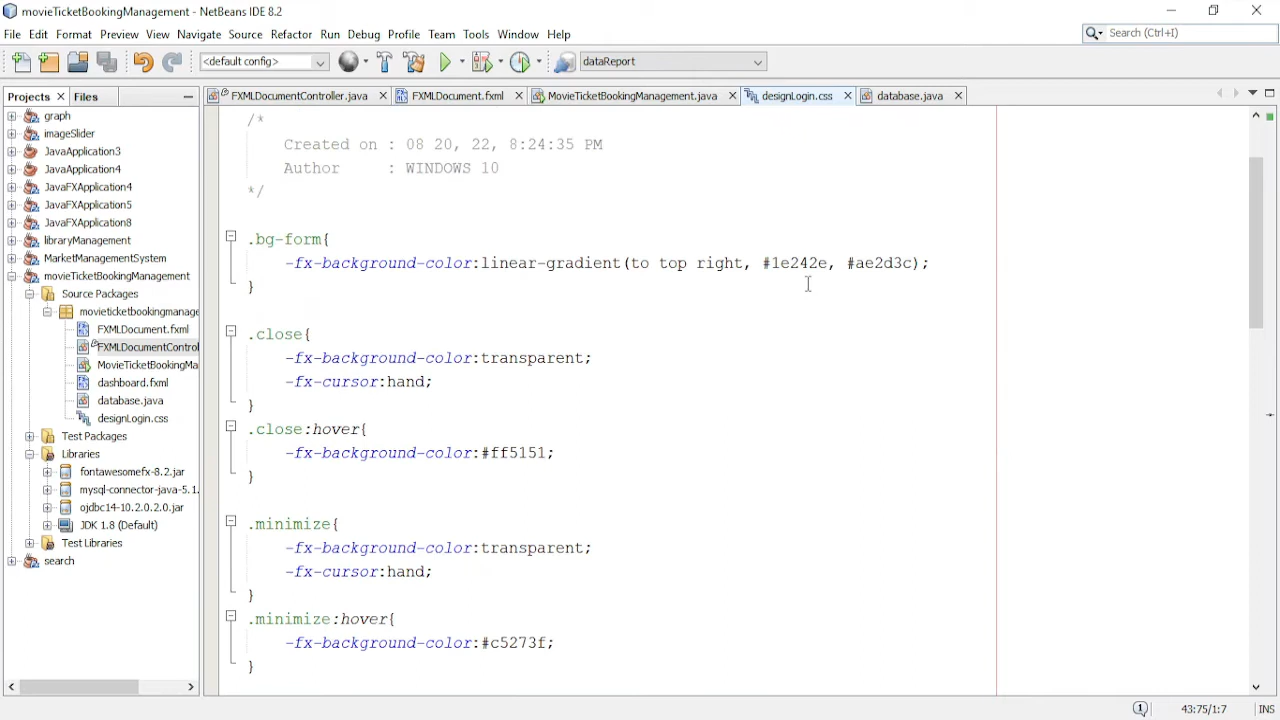 movieTicketBookingManagement - NetBeans IDE 8.2
File Edit Format Preview View Navigate Source Refactor Run Debug Profile Team Tools Window Help
Search (Ctrl+I)
<default config>
dataReport
Projects
Files
FXMLDocumentController.java
FXMLDocument.fxml
MovieTicketBookingManagement.java
designLogin.css
database.java
graph
imageSlider
JavaApplication3
JavaApplication4
JavaFXApplication4
JavaFXApplication5
JavaFXApplication8
libraryManagement
MarketManagementSystem
movieTicketBookingManagement
Source Packages
movieticketbookingmanage
FXMLDocument.fxml
FXMLDocumentControl
MovieTicketBookingMa
dashboard.fxml
database.java
designLogin.css
Test Packages
Libraries
fontawesomefx-8.2.jar
mysql-connector-java-5.1.
ojdbc14-10.2.0.2.0.jar
JDK 1.8 (Default)
Test Libraries
search
/*
Created on : 08 20, 22, 8:24:35 PM
Author : WINDOWS 10
*/
.bg-form{
-fx-background-color:linear-gradient(to top right, #1e242e, #ae2d3c);
}
.close{
-fx-background-color:transparent;
-fx-cursor:hand;
}
.close:hover{
-fx-background-color:#ff5151;
}
.minimize{
-fx-background-color:transparent;
-fx-cursor:hand;
}
.minimize:hover{
-fx-background-color:#c5273f;
}
1
43:75/1:7
INS